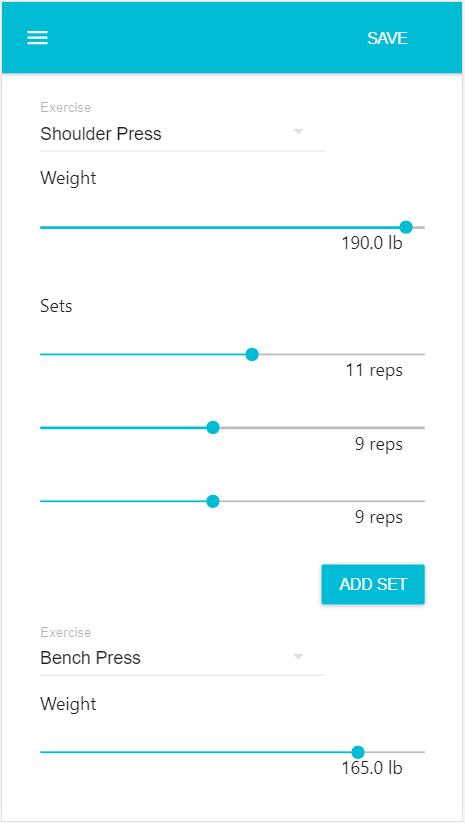 SAVE
Exercise
Shoulder Press
Weight
190.0 lb
Sets
11 reps
9 reps
9 reps
ADD SET
Exercise
Bench Press
Weight
165.0 lb